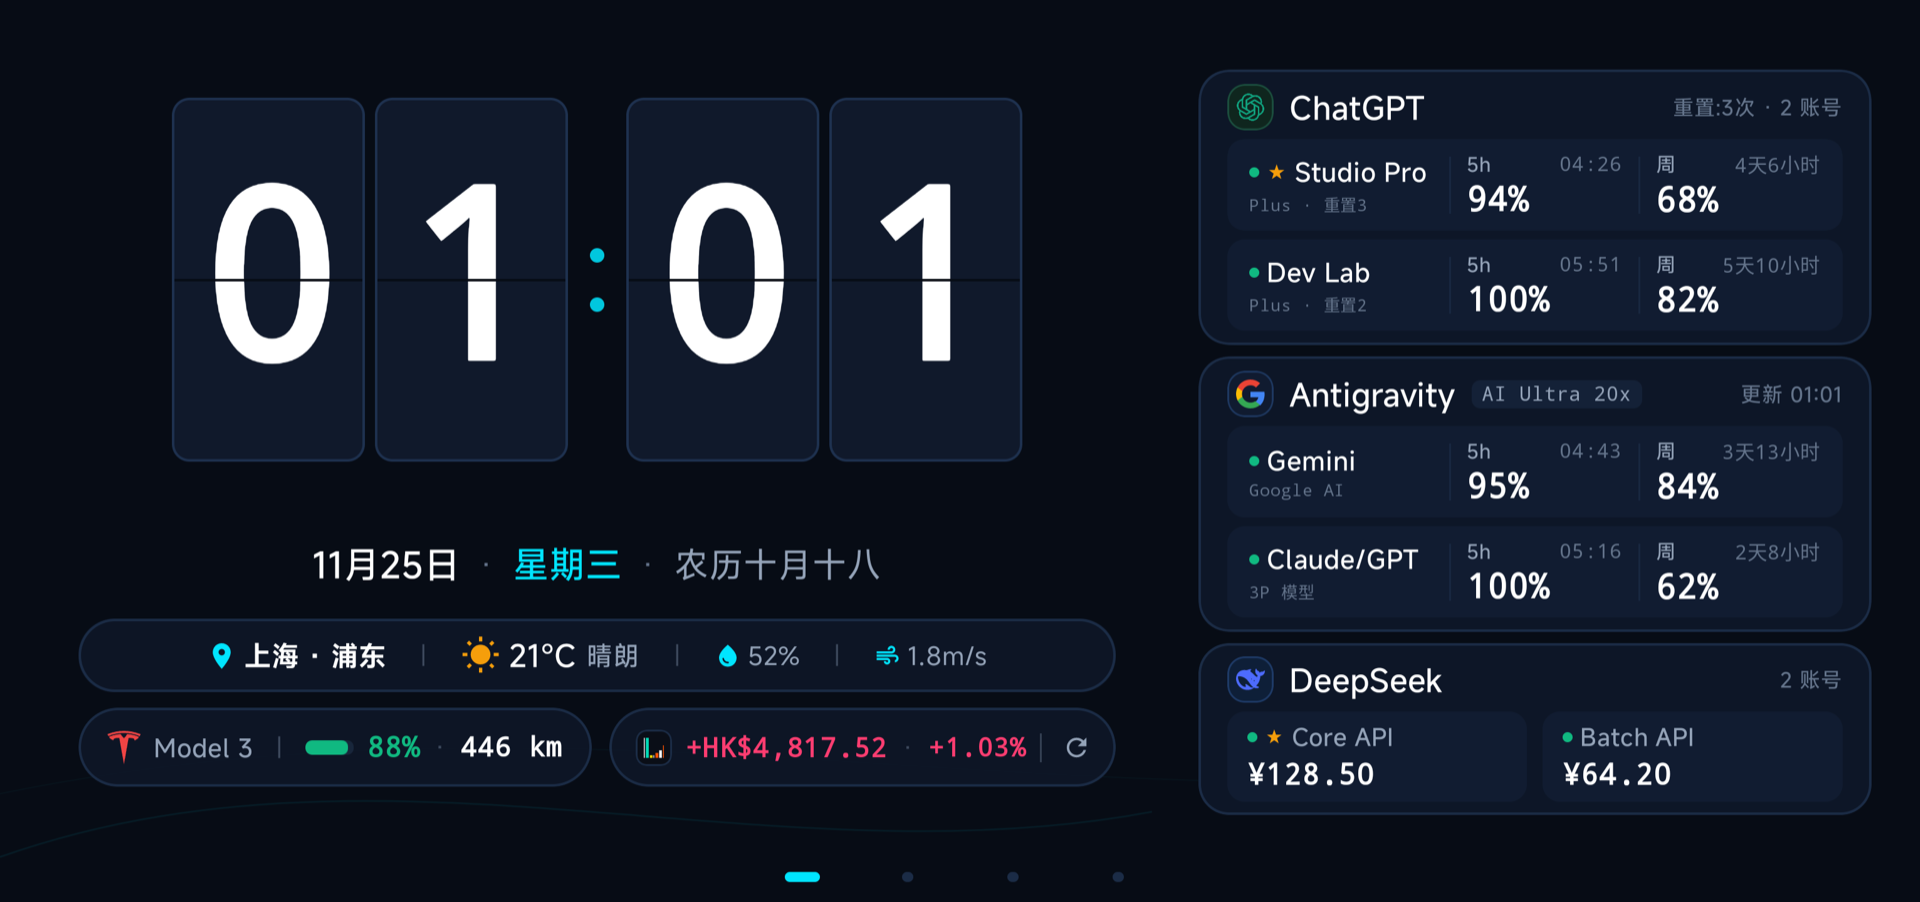 01:01
11月25日 · 星期三 · 农历十月十八
上海 · 浦东 | 21°C 晴朗 | 52% | 1.8m/s
Model 3 | 88% · 446 km
+HK$4,817.52 · +1.03%
ChatGPT 重置:3次 · 2 账号
Studio Pro 5h 04:26 周 4天6小时
Plus · 重置3 94% 68%
Dev Lab 5h 05:51 周 5天10小时
Plus · 重置2 100% 82%
Antigravity AI Ultra 20x 更新 01:01
Gemini 5h 04:43 周 3天13小时
Google AI 95% 84%
Claude/GPT 5h 05:16 周 2天8小时
3P 模型 100% 62%
DeepSeek 2 账号
Core API Batch API
¥128.50 ¥64.20